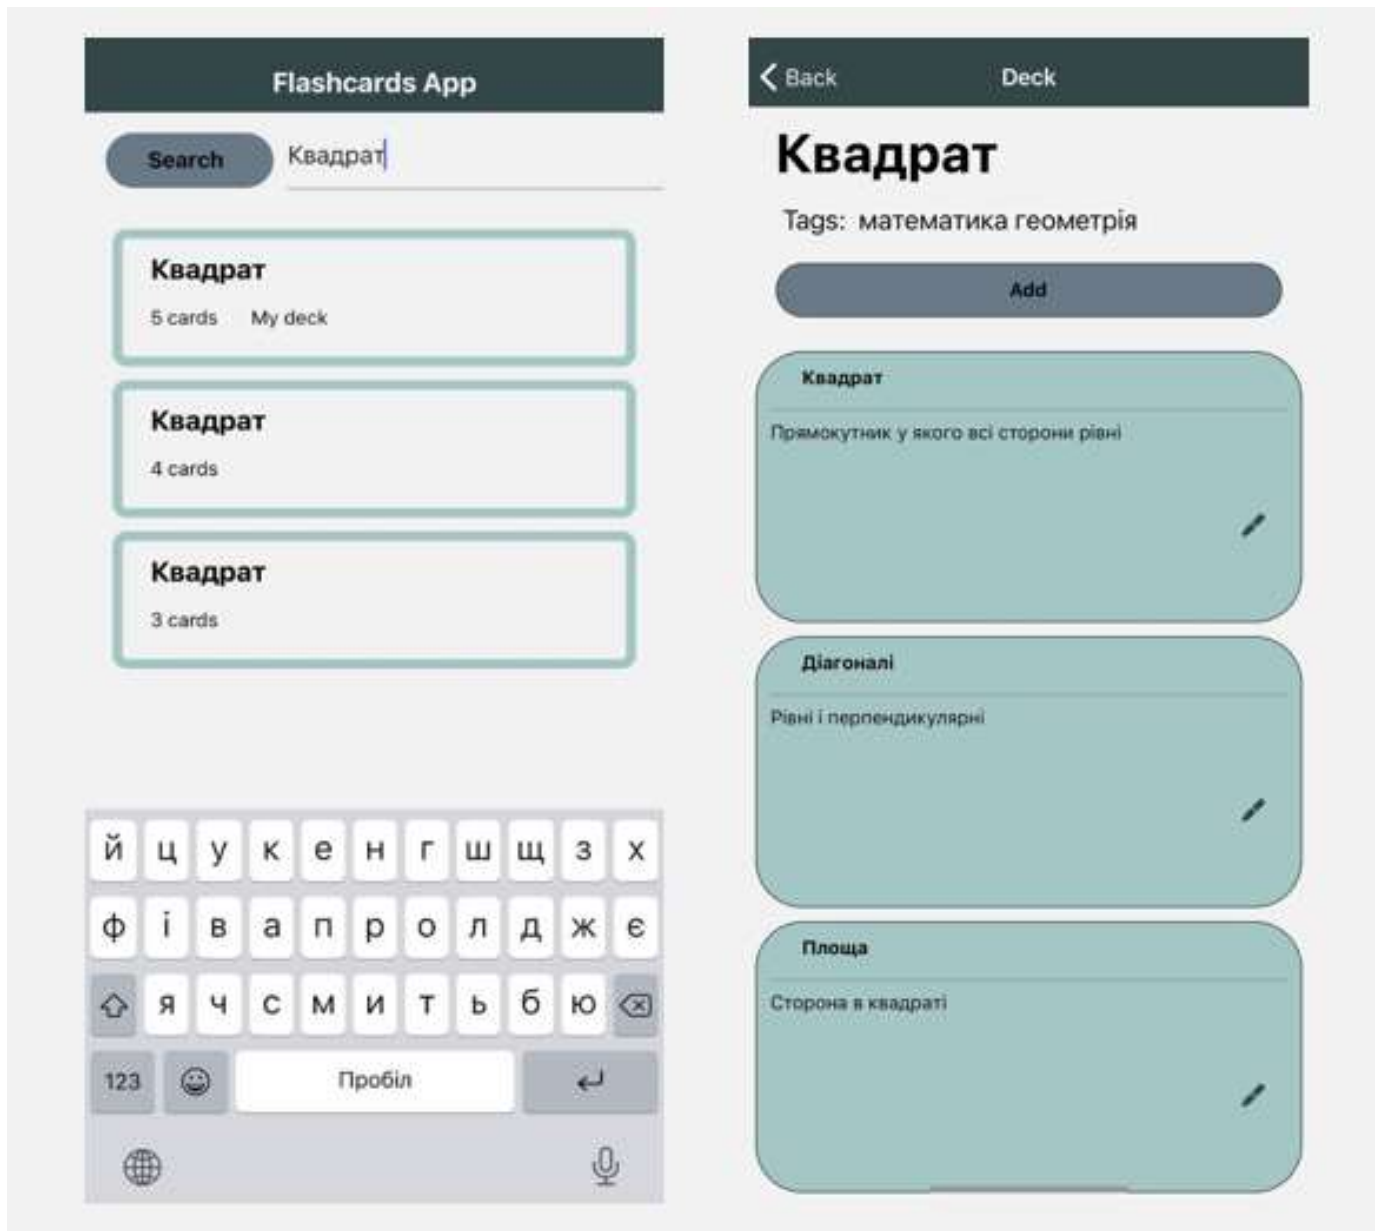 Flashcards App
Search Квадрат
Квадрат
5 cards My deck
Квадрат
4 cards
Квадрат
3 cards
й ц у к е н г ш щ з х
ф і в а п р о л д ж є
я ч с м и т ь б ю
123 Пробіл
Back Deck
Квадрат
Tags: математика геометрія
Add
Квадрат
Прямокутник у якого всі сторони рівні
Діагоналі
Рівні і перпендикулярні
Площа
Сторона в квадраті